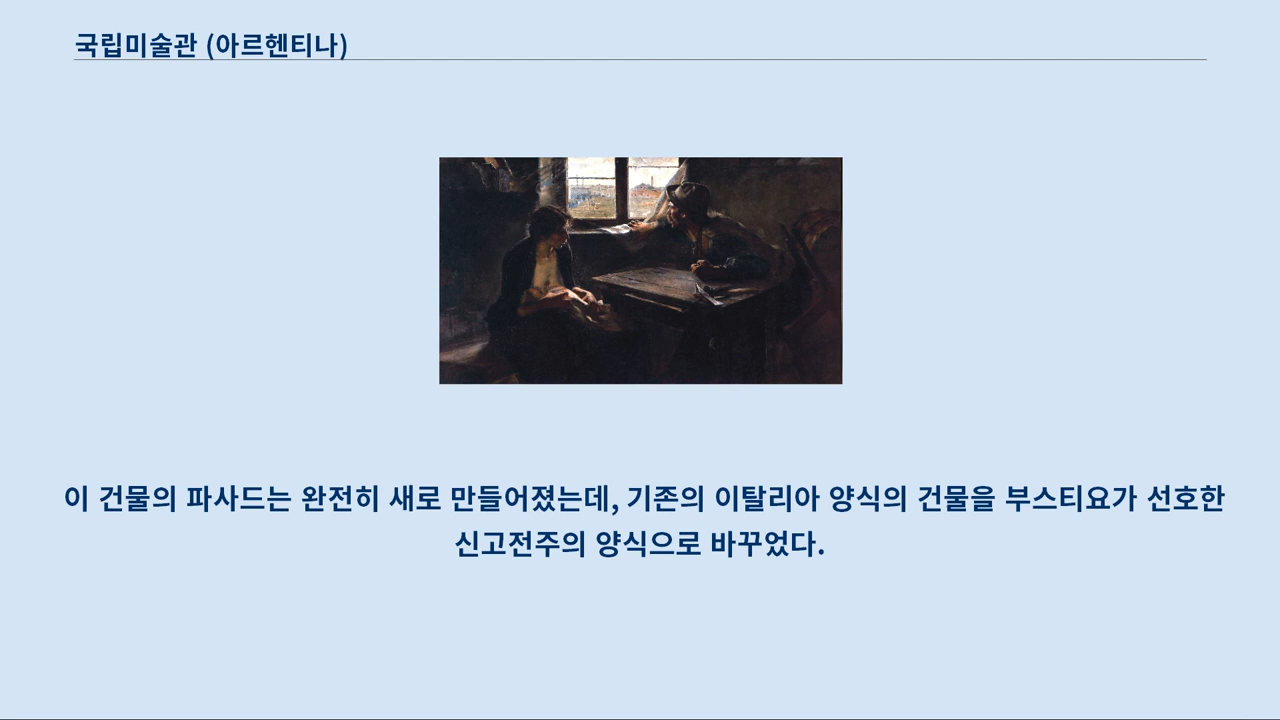 국립미술관 (아르헨티나)
이 건물의 파사드는 완전히 새로 만들어졌는데, 기존의 이탈리아 양식의 건물을 부스티요가 선호한
신고전주의 양식으로 바꾸었다.